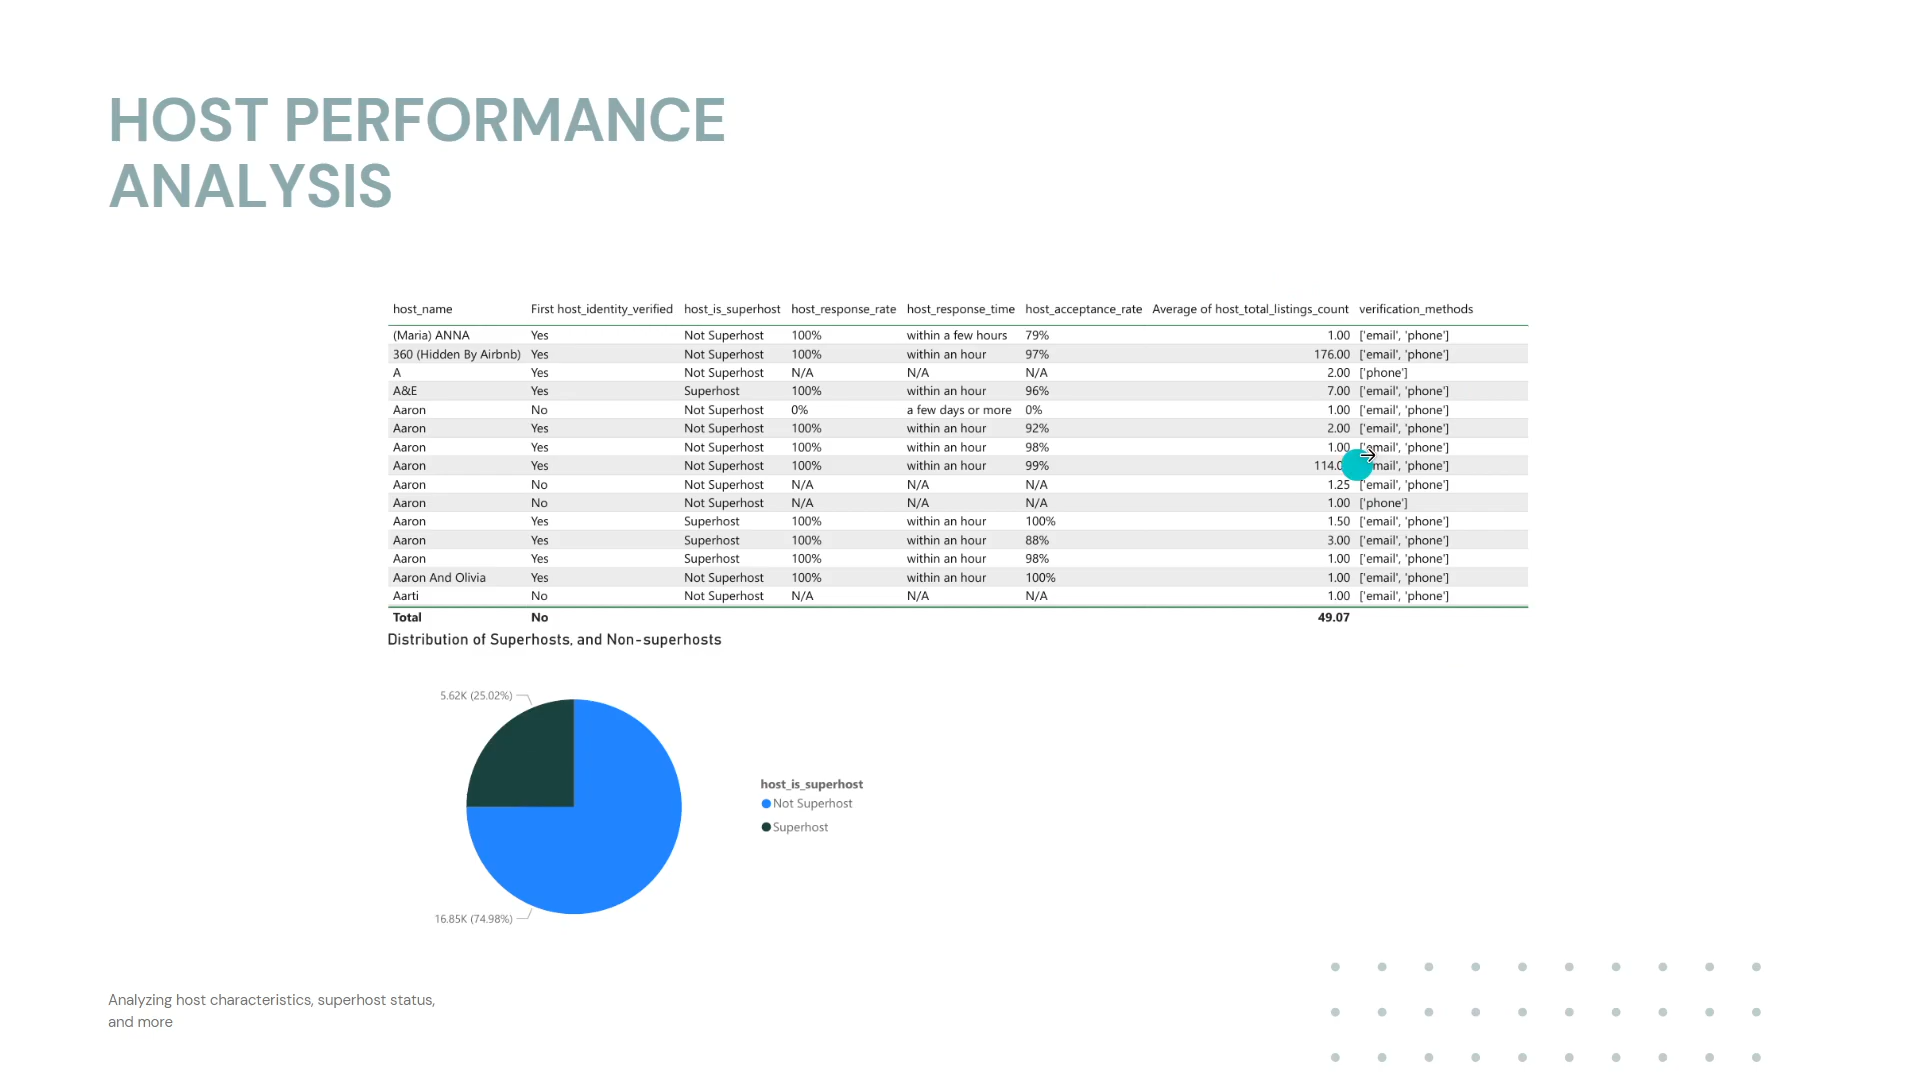 HOST PERFORMANCE
ANALYSIS
host_name First host_identity_verified host_is_superhost host_response_rate host_response_time host_acceptance_rate Average of host_total_listings_count verification_methods
(Maria) ANNA Yes Not Superhost 100% within a few hours 79% 1.00 ['email', 'phone']
360 (Hidden By Airbnb) Yes Not Superhost 100% within an hour 97% 176.00 ['email', 'phone']
A Yes Not Superhost N/A N/A N/A 2.00 ['phone']
A&E Yes Superhost 100% within an hour 96% 7.00 ['email', 'phone']
Aaron No Not Superhost 0% a few days or more 0% 1.00 ['email', 'phone']
Aaron Yes Not Superhost 100% within an hour 92% 2.00 ['email', 'phone']
Aaron Yes Not Superhost 100% within an hour 98% 1.00 'phone']
Aaron Yes Not Superhost 100% within an hour 99% 'phone']
Aaron No Not Superhost N/A N/A N/A 1.25 ['email', 'phone']
Aaron No Not Superhost N/A N/A N/A 1.00 ['phone']
Aaron Yes Superhost 100% within an hour 100% 1.50 ['email', 'phone']
Aaron Yes Superhost 100% within an hour 88% 3.00 ['email', 'phone']
Aaron Yes Superhost 100% within an hour 98% 1.00 ['email', 'phone']
Aaron And Olivia Yes Not Superhost 100% within an hour 100% 1.00 ['email', 'phone']
Aarti No Not Superhost N/A N/A N/A 1.00 ['email', 'phone']
Total No 49.07
Distribution of Superhosts, and Non-superhosts
5.62K (25.02%)
host_is_superhost
Not Superhost
Superhost
16.85K (74.98%)
Analyzing host characteristics, superhost status,
and more